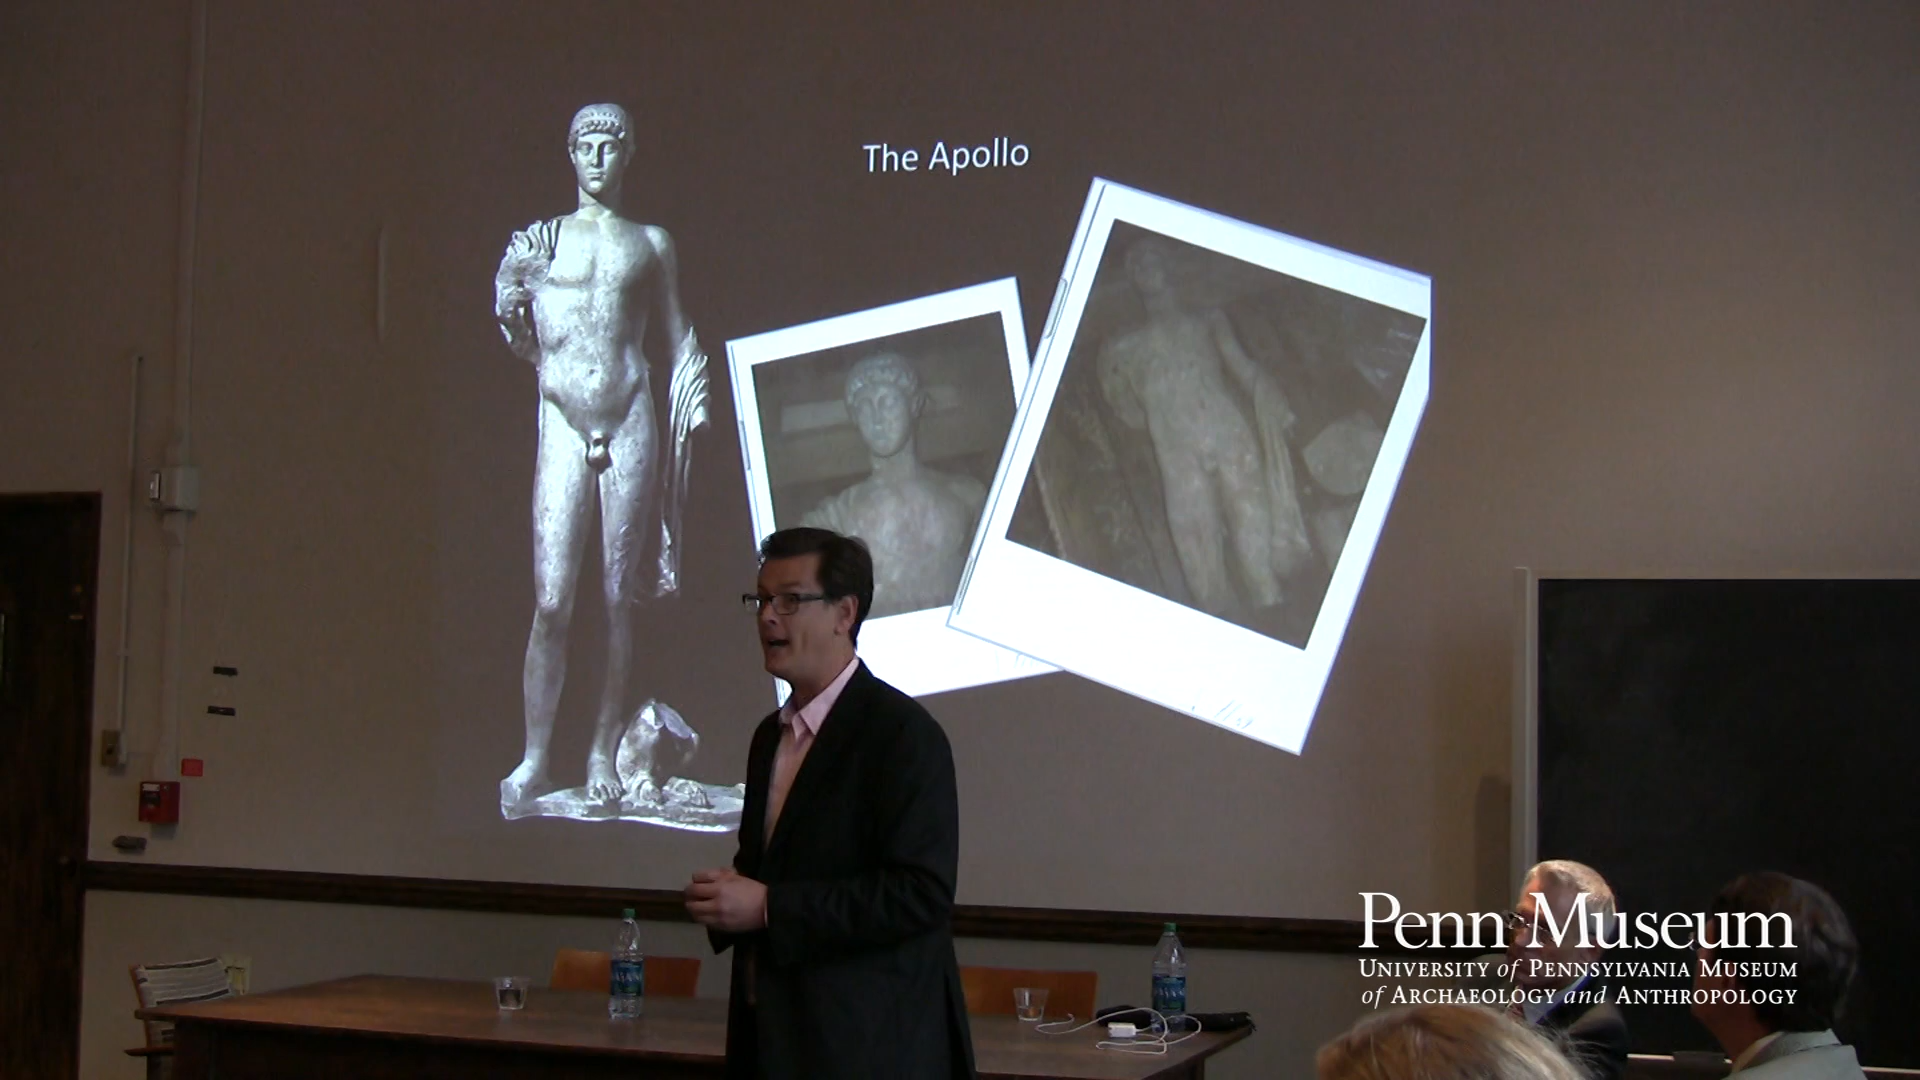 The Apollo
Penn Museum
University of Pennsylvania Museum
of Archaeology and Anthropology